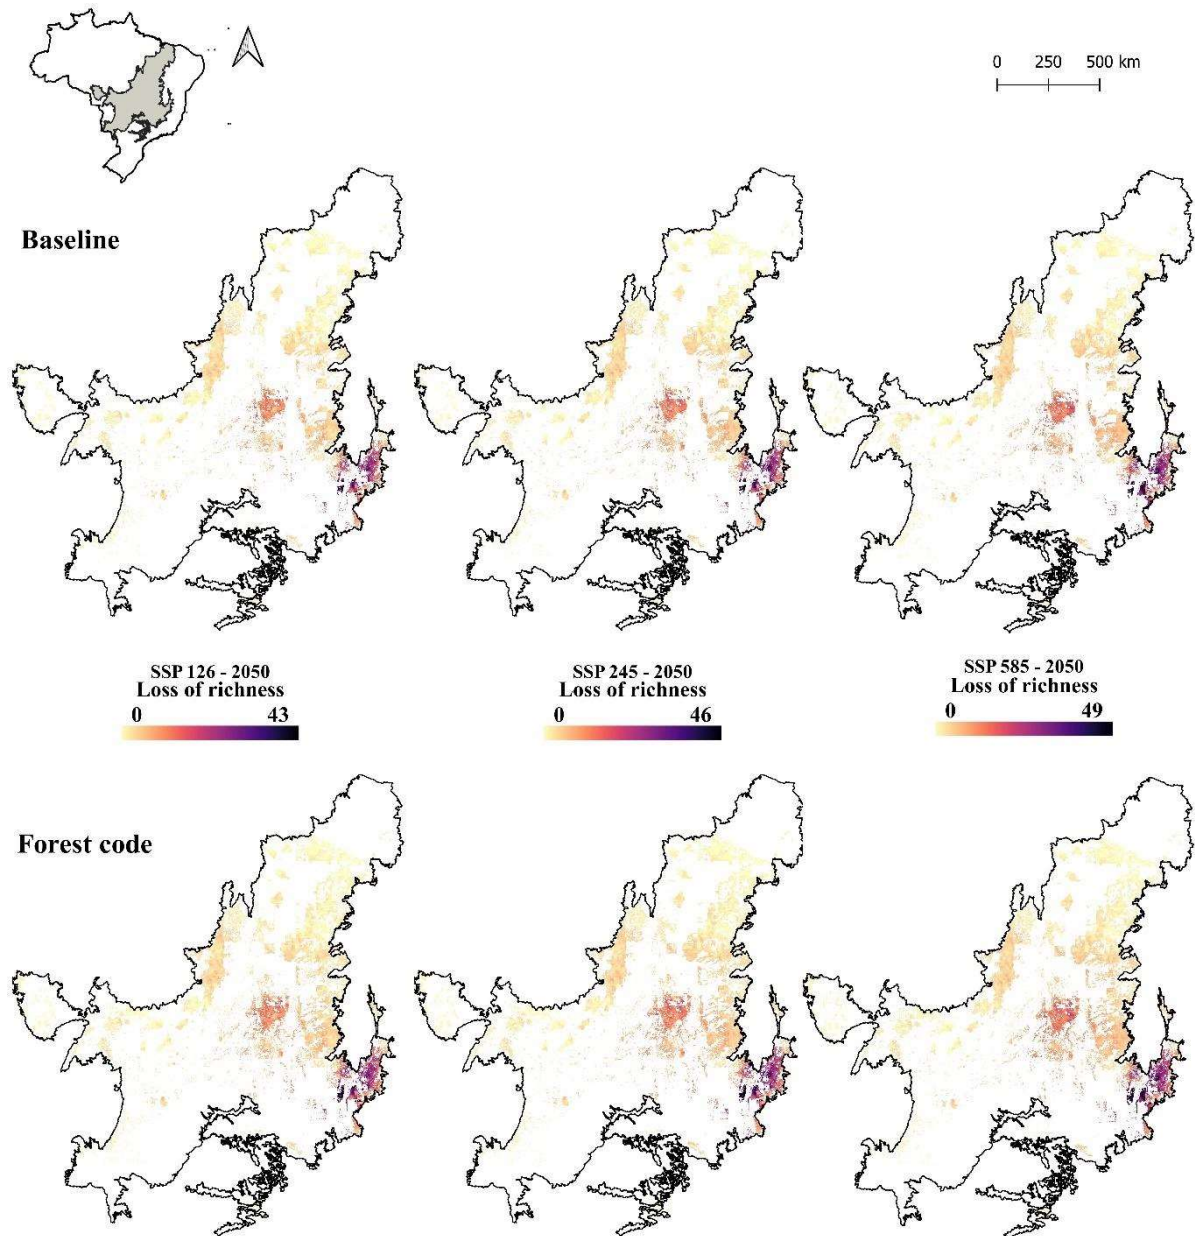 0 250 500 km
Baseline
SSP 126 - 2050
Loss of richness
0 43
SSP 245 - 2050
Loss of richness
0 46
SSP 585 - 2050
Loss of richness
0 49
Forest code